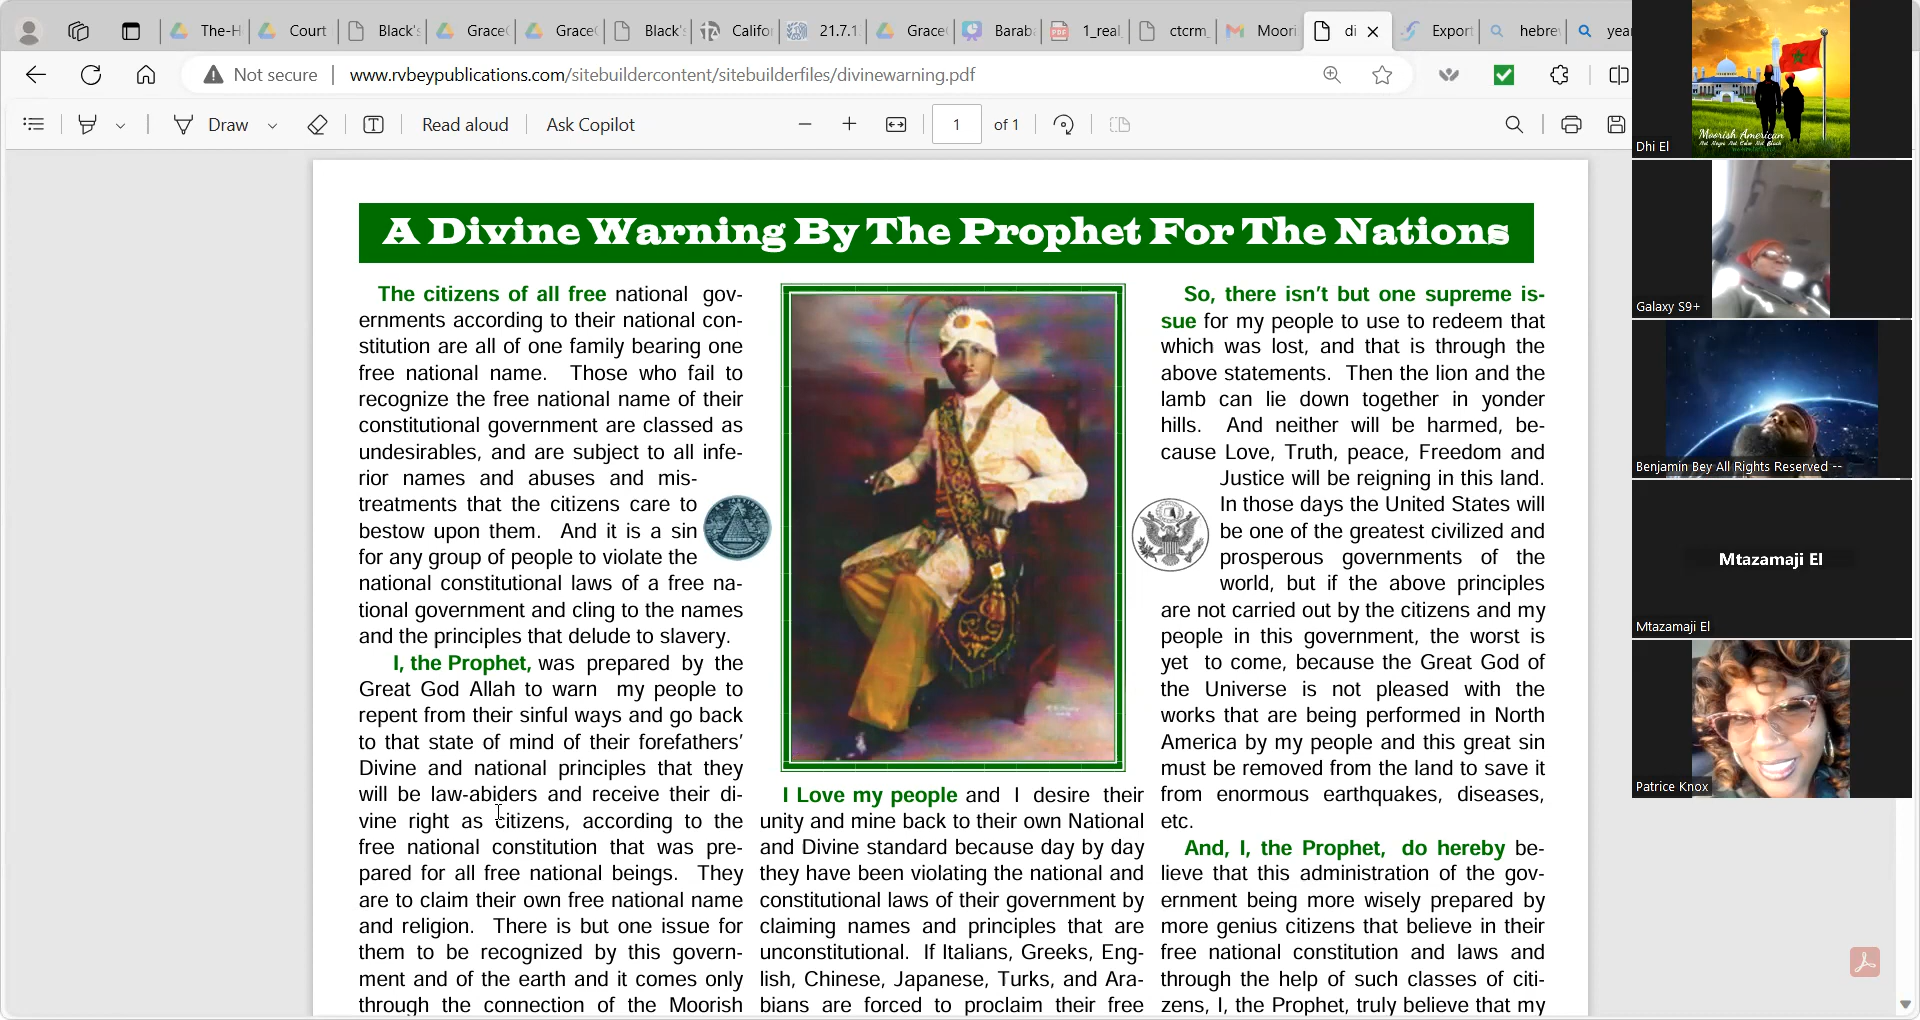 The-H
Court
Black's
Grace
Grace
Black's
Califo
21.7.1
Grace
Barab
1_real
ctcrm_
Moori
di
Export
hebre
yea
Not secure
www.rvbeypublications.com/sitebuildercontent/sitebuilderfiles/divinewarning.pdf
Draw
Read aloud
Ask Copilot
1
of 1
A Divine Warning By The Prophet For The Nations
The citizens of all free national gov-
ernments according to their national con-
stitution are all of one family bearing one
free national name. Those who fail to
recognize the free national name of their
constitutional government are classed as
undesirables, and are subject to all infe-
rior names and abuses and mis-
treatments that the citizens care to
bestow upon them. And it is a sin
for any group of people to violate the
national constitutional laws of a free na-
tional government and cling to the names
and the principles that delude to slavery.
I, the Prophet, was prepared by the
Great God Allah to warn my people to
repent from their sinful ways and go back
to that state of mind of their forefathers'
Divine and national principles that they
will be law-abiders and receive their di-
vine right as citizens, according to the
free national constitution that was pre-
pared for all free national beings. They
are to claim their own free national name
and religion. There is but one issue for
them to be recognized by this govern-
ment and of the earth and it comes only
through the connection of the Moorish
I Love my people and I desire their
unity and mine back to their own National
and Divine standard because day by day
they have been violating the national and
constitutional laws of their government by
claiming names and principles that are
unconstitutional. If Italians, Greeks, Eng-
lish, Chinese, Japanese, Turks, and Ara-
bians are forced to proclaim their free
So, there isn't but one supreme is-
sue for my people to use to redeem that
which was lost, and that is through the
above statements. Then the lion and the
lamb can lie down together in yonder
hills. And neither will be harmed, be-
cause Love, Truth, peace, Freedom and
Justice will be reigning in this land.
In those days the United States will
be one of the greatest civilized and
prosperous governments of the
world, but if the above principles
are not carried out by the citizens and my
people in this government, the worst is
yet to come, because the Great God of
the Universe is not pleased with the
works that are being performed in North
America by my people and this great sin
must be removed from the land to save it
from enormous earthquakes, diseases,
etc.
And, I, the Prophet, do hereby be-
lieve that this administration of the gov-
ernment being more wisely prepared by
more genius citizens that believe in their
free national constitution and laws and
through the help of such classes of citi-
zens, I, the Prophet, truly believe that my
Moorish American
Dhi El
Galaxy S9+
Benjamin Bey All Rights Reserved --
Mtazamaji El
Mtazamaji El
Patrice Knox